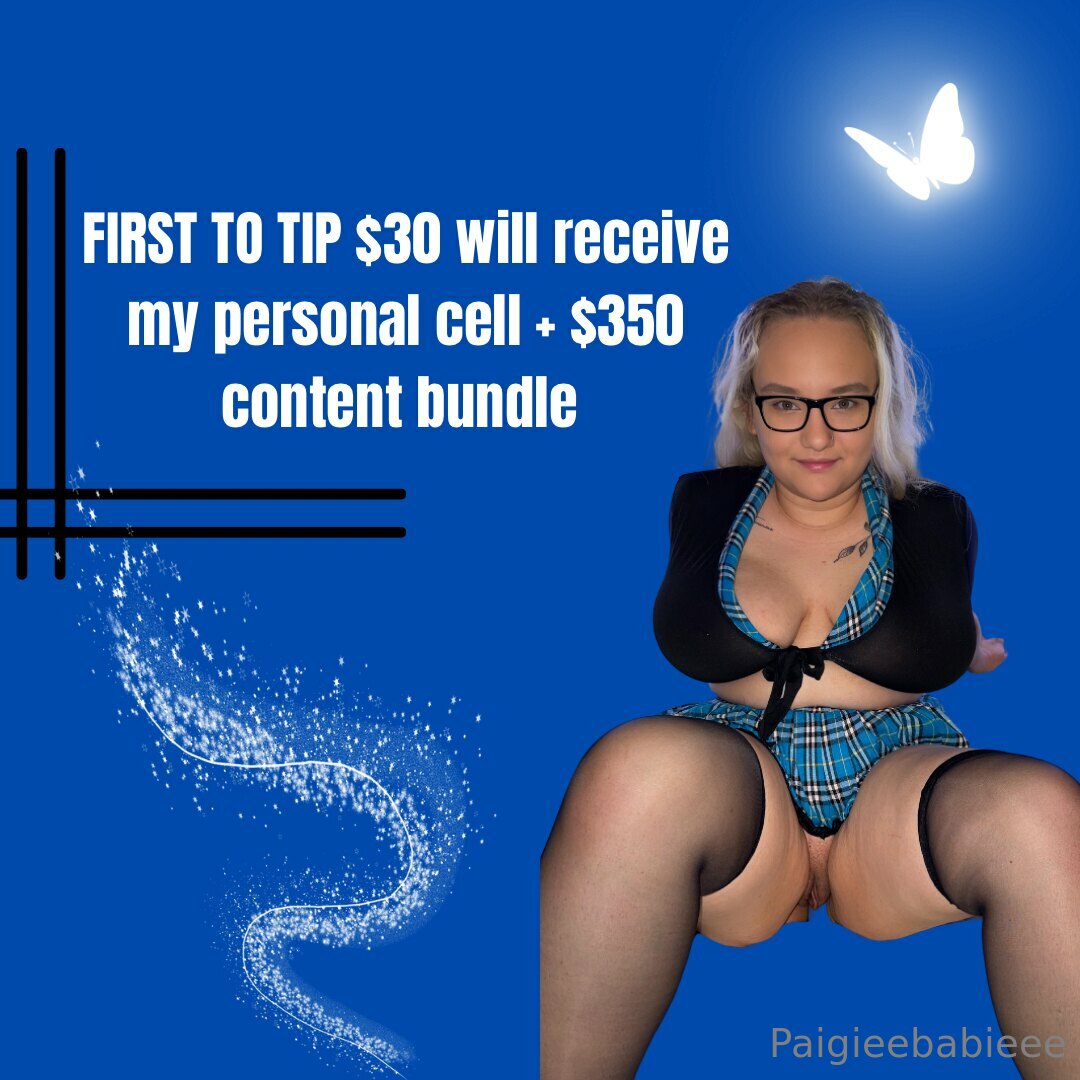 FIRST TO TIP $30 will receive
my personal cell + $350
content bundle
Paigieebabieee